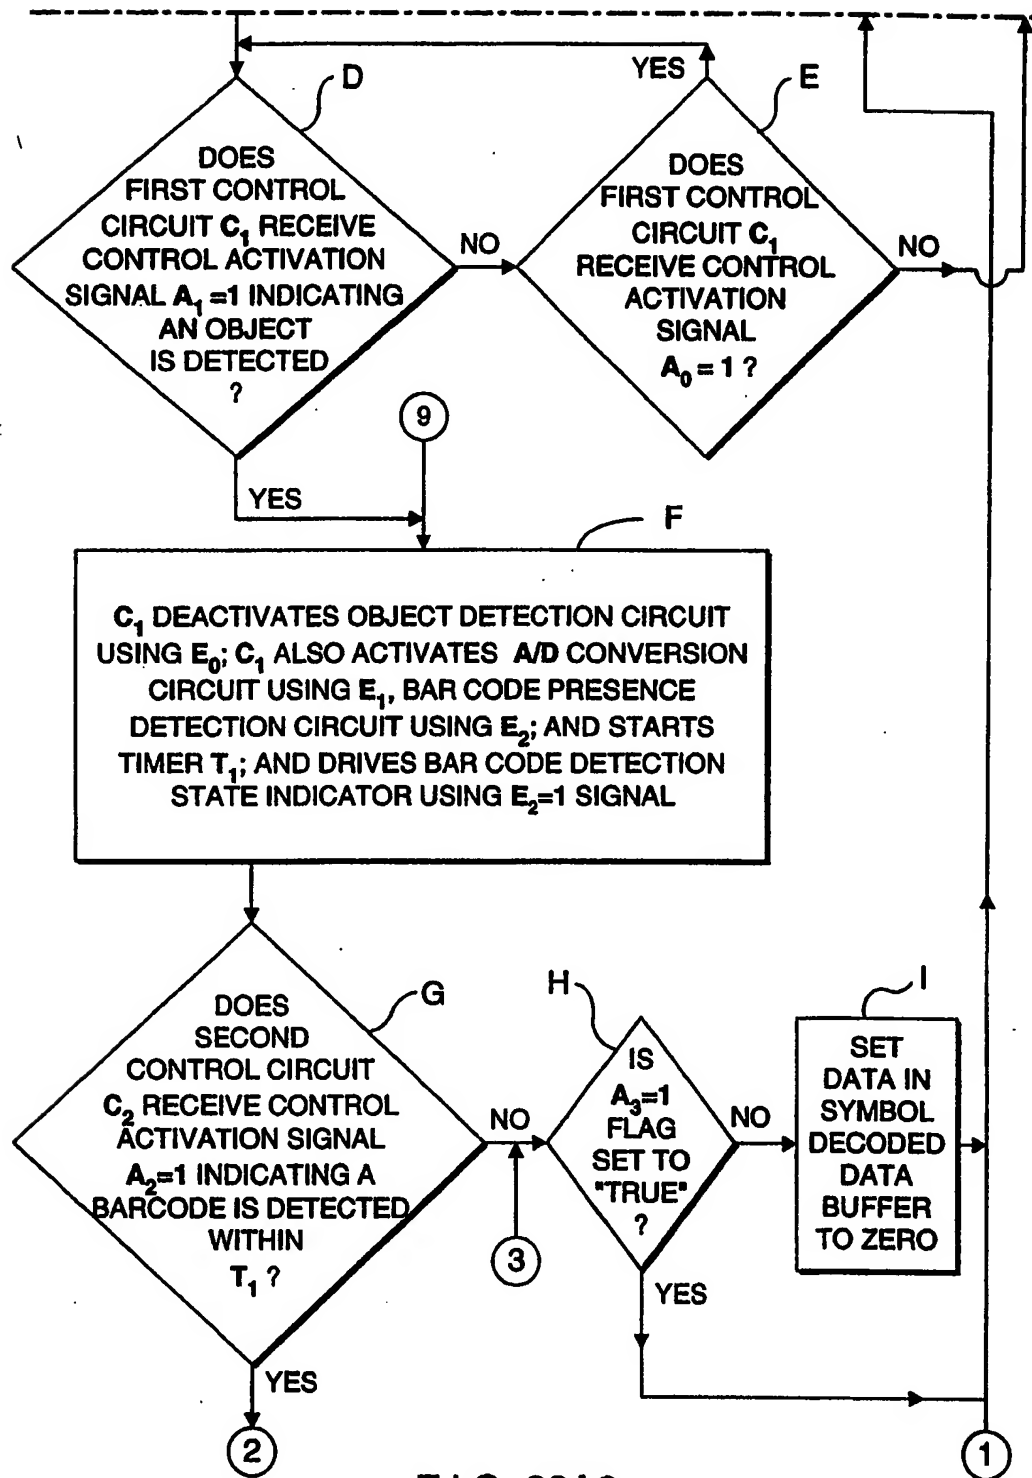 YES
D
E
DOES
FIRST CONTROL
CIRCUIT C₁ RECEIVE
CONTROL ACTIVATION
SIGNAL A₁ =1 INDICATING
AN OBJECT
IS DETECTED
?
NO
DOES
FIRST CONTROL
CIRCUIT C₁
RECEIVE CONTROL
ACTIVATION
SIGNAL
A₀ = 1 ?
NO
9
YES
F
C₁ DEACTIVATES OBJECT DETECTION CIRCUIT
USING E₀; C₁ ALSO ACTIVATES A/D CONVERSION
CIRCUIT USING E₁, BAR CODE PRESENCE
DETECTION CIRCUIT USING E₂; AND STARTS
TIMER T₁; AND DRIVES BAR CODE DETECTION
STATE INDICATOR USING E₂=1 SIGNAL
G
DOES
SECOND
CONTROL CIRCUIT
C₂ RECEIVE CONTROL
ACTIVATION SIGNAL
A₂=1 INDICATING A
BARCODE IS DETECTED
WITHIN
T₁ ?
NO
3
H
IS
A₃=1
FLAG
SET TO
"TRUE"
?
NO
I
SET
DATA IN
SYMBOL
DECODED
DATA
BUFFER
TO ZERO
YES
YES
2
1